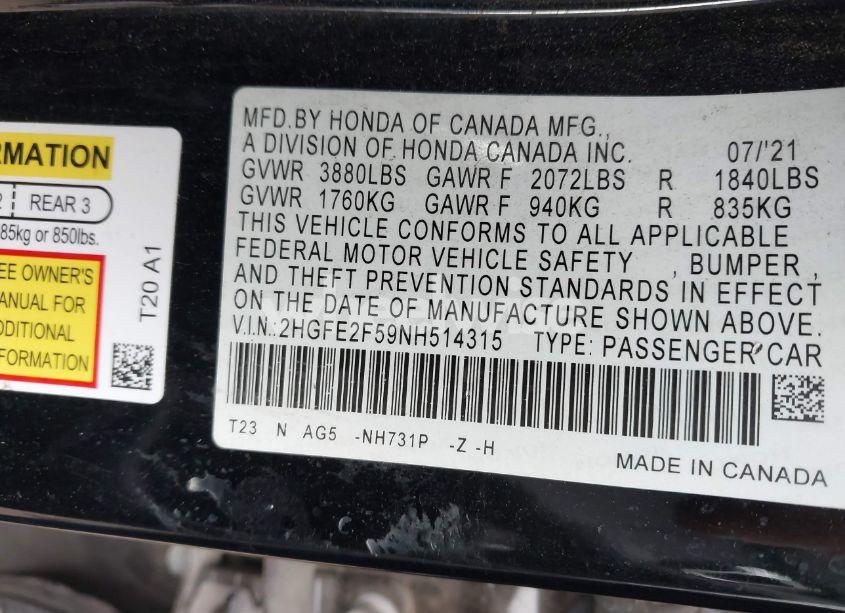 RMATION
2 REAR 3
85kg or 850lbs.
EE OWNER'S
ANUAL FOR
DDITIONAL
FORMATION
T20 A1
MFD.BY HONDA OF CANADA MFG.,
A DIVISION OF HONDA CANADA INC. 07/'21
GVWR 3880LBS GAWR F 2072LBS R 1840LBS
GVWR 1760KG GAWR F 940KG R 835KG
THIS VEHICLE CONFORMS TO ALL APPLICABLE
FEDERAL MOTOR VEHICLE SAFETY , BUMPER ,
AND THEFT PREVENTION STANDARDS IN EFFECT
ON THE DATE OF MANUFACTURE SHOWN ABOVE.
V.I.N.:2HGFE2F59NH514315 TYPE: PASSENGER CAR
T23 N AG5 -NH731P -Z -H
MADE IN CANADA